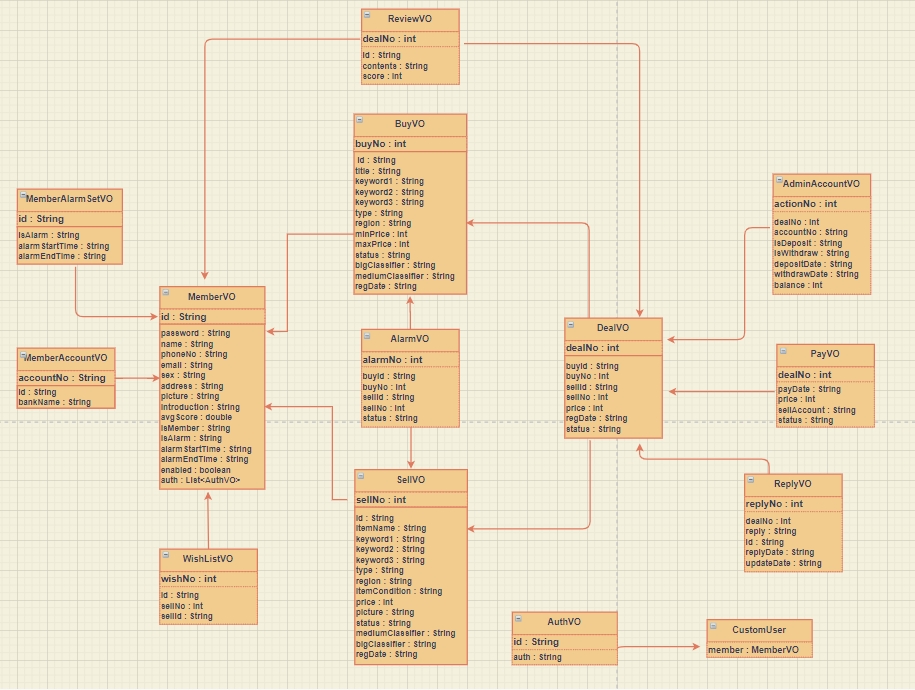 ReviewVO
dealNo : int
id : String
contents : String
score : int
BuyVO
buyNo : int
id : String
title : String
keyword1 : String
keyword2 : String
keyword3 : String
type : String
region : String
minPrice : int
maxPrice : int
status : String
bigClassifier : String
mediumClassifier : String
regDate : String
MemberAlarmSetVO
id : String
isAlarm : String
alarmStartTime : String
alarmEndTime : String
AdminAccountVO
actionNo : int
dealNo : int
accountNo : String
isDeposit : String
isWithdraw : String
depositDate : String
withdrawDate : String
balance : int
MemberVO
id : String
password : String
name : String
phoneNo : String
email : String
sex : String
address : String
picture : String
introduction : String
avgScore : double
isMember : String
isAlarm : String
alarmStartTime : String
alarmEndTime : String
enabled : boolean
auth : List<AuthVO>
MemberAccountVO
accountNo : String
id : String
bankName : String
AlarmVO
alarmNo : int
buyId : String
buyNo : int
sellId : String
sellNo : int
status : String
DealVO
dealNo : int
buyId : String
buyNo : int
sellId : String
sellNo : int
price : int
regDate : String
status : String
PayVO
dealNo : int
payDate : String
price : int
sellAccount : String
status : String
SellVO
sellNo : int
id : String
itemName : String
keyword1 : String
keyword2 : String
keyword3 : String
type : String
region : String
itemCondition : String
price : int
picture : String
status : String
mediumClassifier : String
bigClassifier : String
regDate : String
ReplyVO
replyNo : int
dealNo : int
reply : String
id : String
replyDate : String
updateDate : String
WishListVO
wishNo : int
id : String
sellNo : int
sellId : String
AuthVO
id : String
auth : String
CustomUser
member : MemberVO